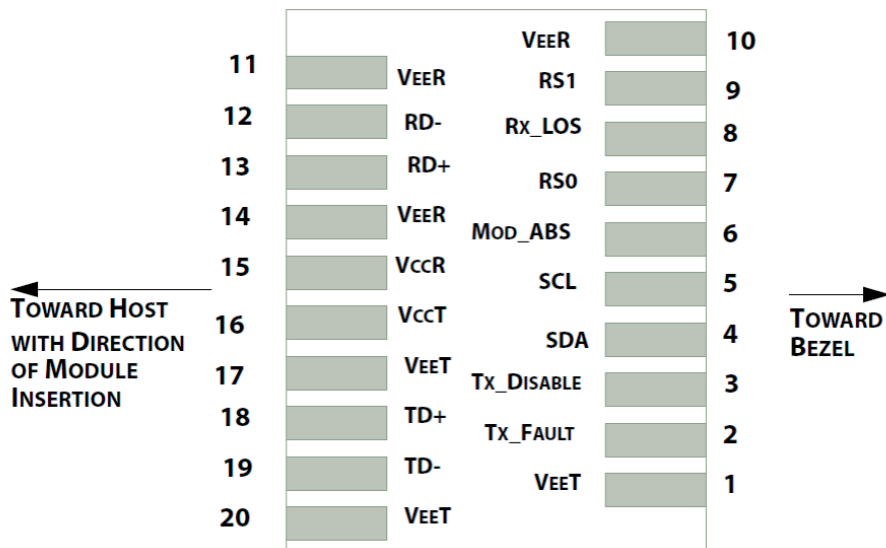 VEER 10
11 VEER
RS1 9
12 RD-
RX_LOS 8
13 RD+
RS0 7
14 VEER
MOD_ABS 6
15 VCCR
SCL 5
TOWARD HOST
WITH DIRECTION
OF MODULE
INSERTION
16 VCCT
TOWARD
BEZEL
SDA 4
17 VEET
TX_DISABLE 3
18 TD+
TX_FAULT 2
19 TD-
VEET 1
20 VEET